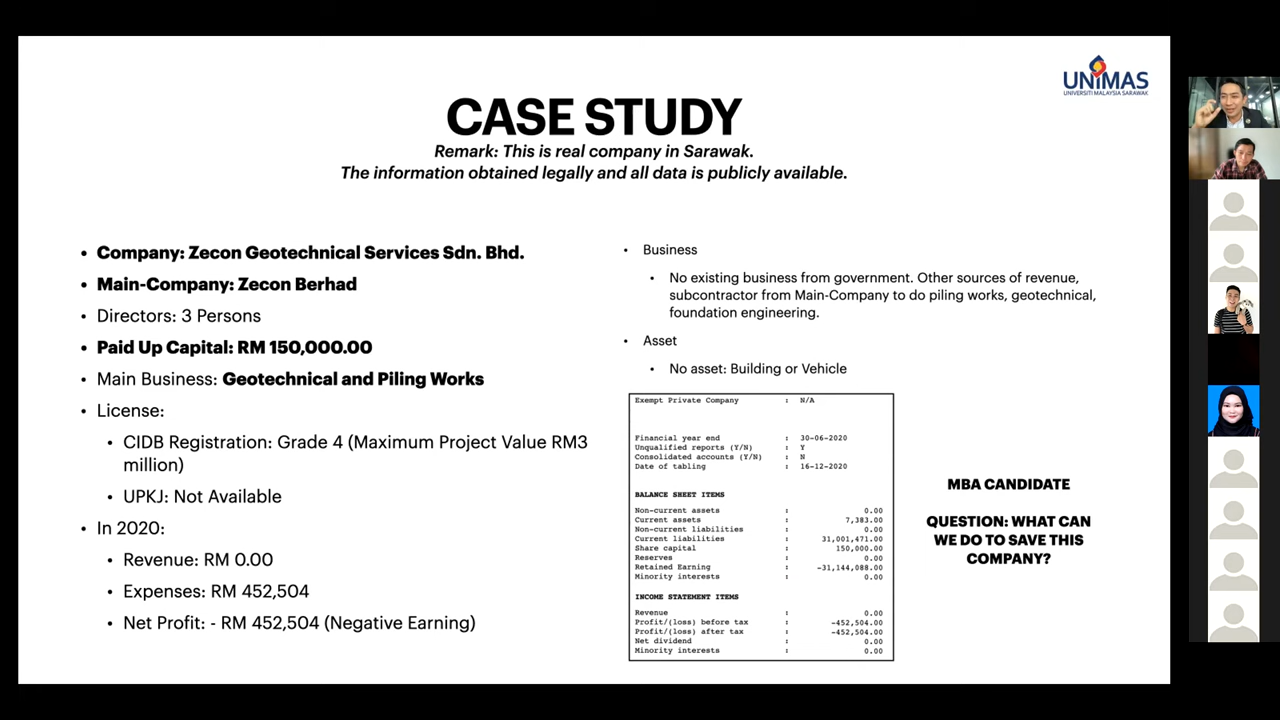 UNIMAS
UNIVERSITI MALAYSIA SARAWAK
CASE STUDY
Remark: This is real company in Sarawak.
The information obtained legally and all data is publicly available.
• Company: Zecon Geotechnical Services Sdn. Bhd.
• Main-Company: Zecon Berhad
• Directors: 3 Persons
• Paid Up Capital: RM 150,000.00
• Main Business: Geotechnical and Piling Works
• License:
• CIDB Registration: Grade 4 (Maximum Project Value RM3
million)
• UPKJ: Not Available
• In 2020:
• Revenue: RM 0.00
• Expenses: RM 452,504
• Net Profit: - RM 452,504 (Negative Earning)
• Business
• No existing business from government. Other sources of revenue,
subcontractor from Main-Company to do piling works, geotechnical,
foundation engineering.
• Asset
• No asset: Building or Vehicle
Exempt Private Company : N/A
Financial year end : 30-06-2020
Unqualified reports (Y/N) : Y
Consolidated accounts (Y/N) : N
Date of tabling : 16-12-2020
BALANCE SHEET ITEMS
Non-current assets : 0.00
Current assets : 7,383.00
Non-current liabilities : 0.00
Current liabilities : 31,001,471.00
Share capital : 150,000.00
Reserves : 0.00
Retained Earning : -31,144,088.00
Minority interests : 0.00
INCOME STATEMENT ITEMS
Revenue : 0.00
Profit/(loss) before tax : -452,504.00
Profit/(loss) after tax : -452,504.00
Net dividend : 0.00
Minority interests : 0.00
MBA CANDIDATE
QUESTION: WHAT CAN
WE DO TO SAVE THIS
COMPANY?